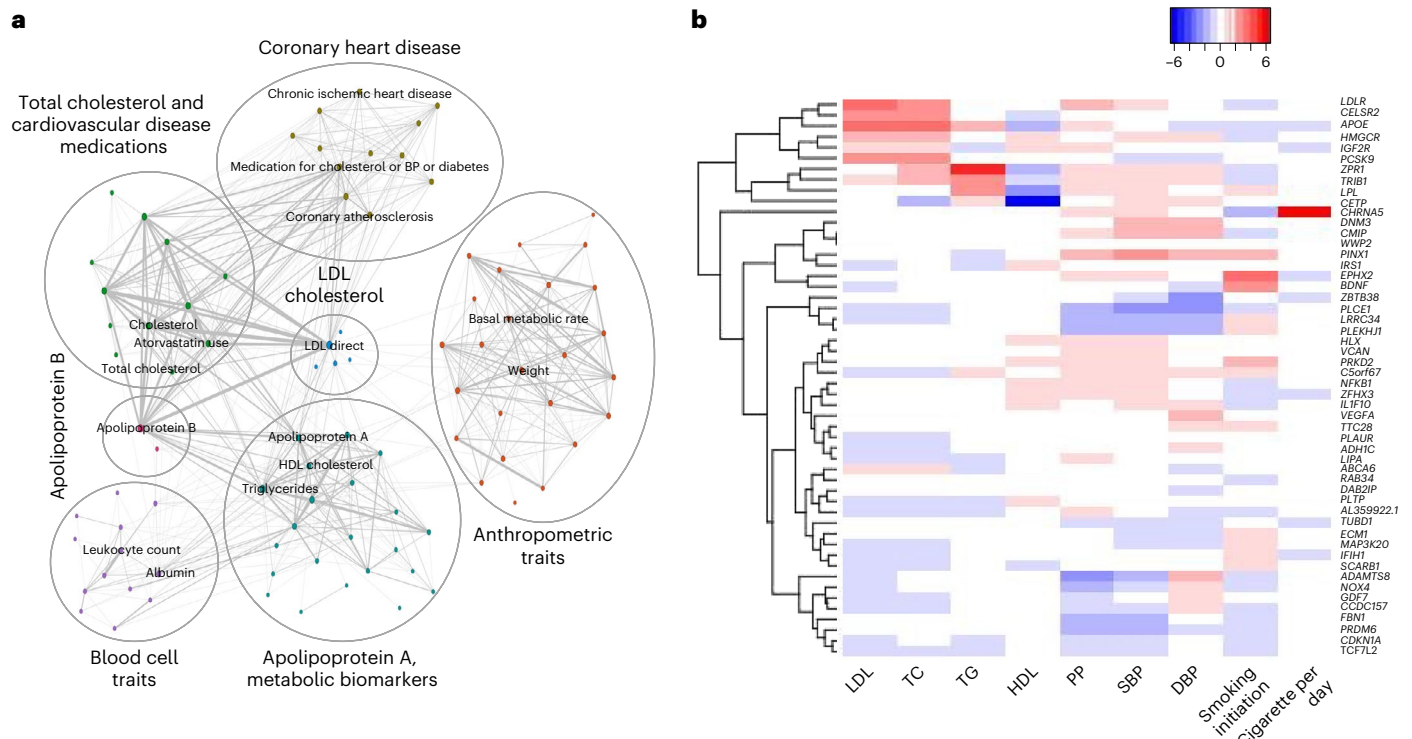 a
Coronary heart disease
Chronic ischemic heart disease
Medication for cholesterol or BP or diabetes
Coronary atherosclerosis
Total cholesterol and
cardiovascular disease
medications
Cholesterol
Atorvastatin use
Total cholesterol
LDL
cholesterol
LDL direct
Basal metabolic rate
Weight
Anthropometric
traits
Apolipoprotein B
Apolipoprotein B
Apolipoprotein A
HDL cholesterol
Triglycerides
Leukocyte count
Albumin
Blood cell
traits
Apolipoprotein A,
metabolic biomarkers
b
−6 0 6
LDLR
CELSR2
APOE
HMGCR
IGF2R
PCSK9
ZPR1
TRIB1
LPL
CETP
CHRNA5
DNM3
CMIP
WWP2
PINX1
IRS1
EPHX2
BDNF
ZBTB38
PLCE1
LRRC34
PLEKHJ1
HLX
VCAN
PRKD2
C5orf67
NFKB1
ZFHX3
IL1F10
VEGFA
TTC28
PLAUR
ADH1C
LIPA
ABCA6
RAB34
DAB2IP
PLTP
AL359922.1
TUBD1
ECM1
MAP3K20
IFIH1
SCARB1
ADAMTS8
NOX4
GDF7
CCDC157
FBN1
PRDM6
CDKN1A
TCF7L2
LDL
TC
TG
HDL
PP
SBP
DBP
Smoking
initiation
Cigarette per
day